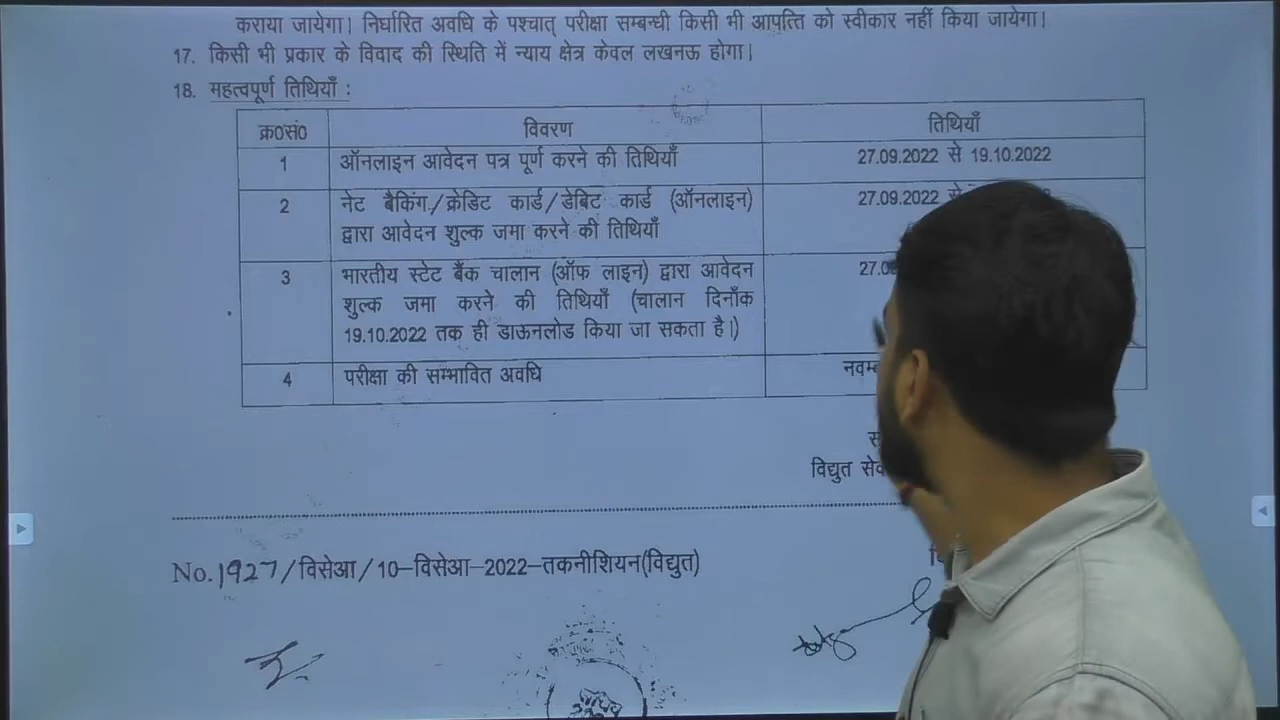 कराया जायेगा। निर्धारित अवधि के पश्चात् परीक्षा सम्बन्धी किसी भी आपत्ति को स्वीकार नहीं किया जायेगा।
17. किसी भी प्रकार के विवाद की स्थिति में न्याय क्षेत्र केवल लखनऊ होगा।
18. महत्वपूर्ण तिथियाँ :
क्र0सं0 विवरण तिथियाँ
1 ऑनलाइन आवेदन पत्र पूर्ण करने की तिथियाँ 27.09.2022 से 19.10.2022
2 नेट बैकिंग/क्रेडिट कार्ड/डेबिट कार्ड (ऑनलाइन) 27.09.2022 से
द्वारा आवेदन शुल्क जमा करने की तिथियाँ
3 भारतीय स्टेट बैंक चालान (ऑफ लाइन) द्वारा आवेदन
शुल्क जमा करने की तिथियाँ (चालान दिनाँक
19.10.2022 तक ही डाऊनलोड किया जा सकता है।)
4 परीक्षा की सम्भावित अवधि
विद्युत
No. 1927/विसेआ/10-विसेआ-2022-तकनीशियन(विद्युत)